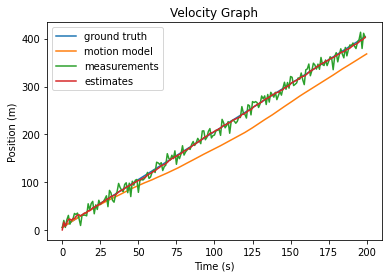 Velocity Graph
ground truth
motion model
measurements
estimates
400
300
200
100
0
Position (m)
0 25 50 75 100 125 150 175 200
Time (s)